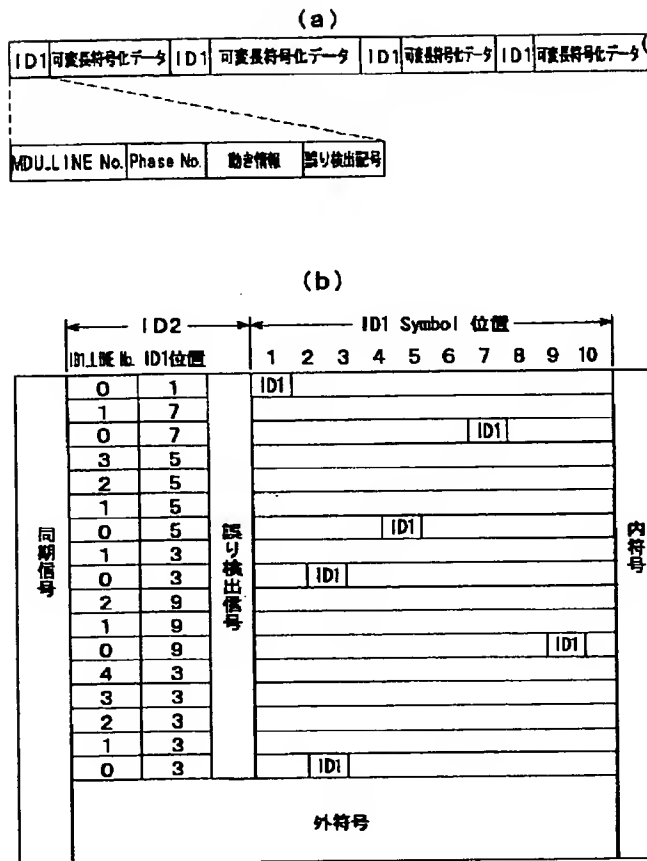 (a)
ID1 可変長符号化データ ID1 可変長符号化データ ID1 可変長符号化データ ID1 可変長符号化データ
MDU_LINE No. Phase No. 動き情報 誤り検出記号
(b)
ID2 ID1 Symbol 位置
ID1_LINE No. ID1位置 1 2 3 4 5 6 7 8 9 10
0 1 ID1
1 7
0 7 ID1
3 5
2 5
1 5
0 5 ID1
1 3
0 3 ID1
2 9
1 9
0 9 ID1
4 3
3 3
2 3
1 3
0 3 ID1
同期信号
誤り検出信号
内符号
外符号